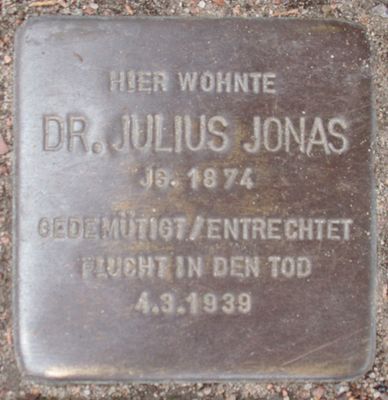 HIER WOHNTE
DR. JULIUS JONAS
JG. 1874
GEDEMÜTIGT/ENTRECHTET
FLUCHT IN DEN TOD
4.3.1939